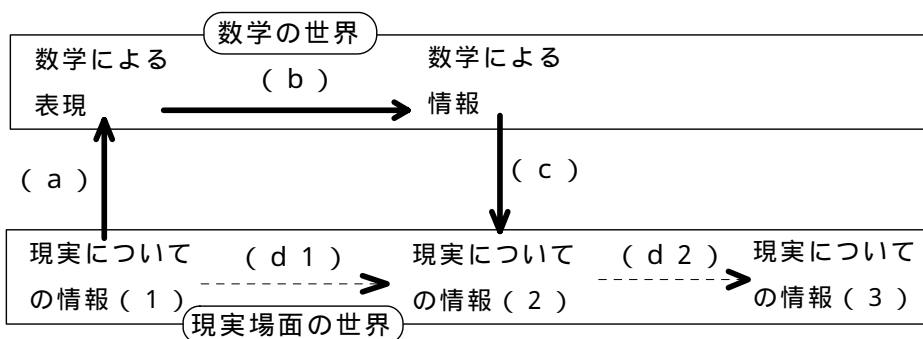 数学の世界
数学による
表現
(b)
数学による
情報
(a)
(c)
現実について
の情報(1)
(d1)
現実について
の情報(2)
(d2)
現実について
の情報(3)
現実場面の世界